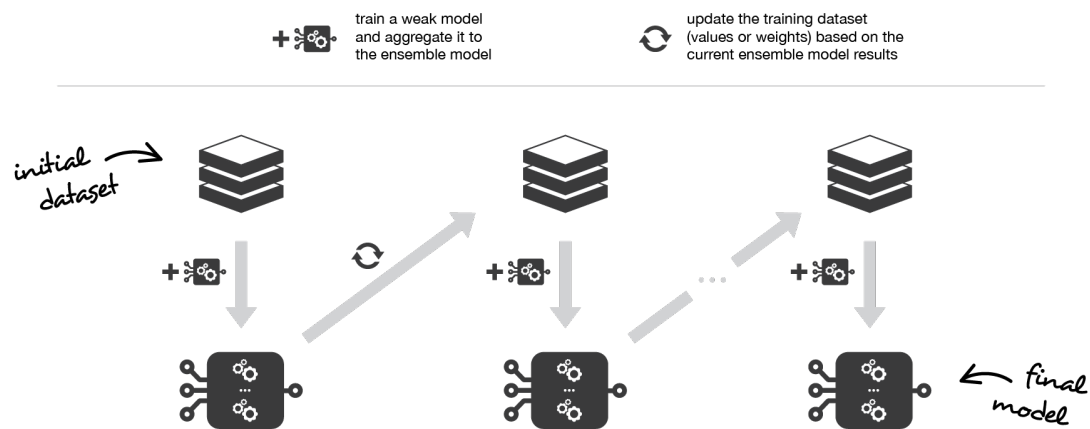 train a weak model
and aggregate it to
the ensemble model
update the training dataset
(values or weights) based on the
current ensemble model results
initial
dataset
final
model